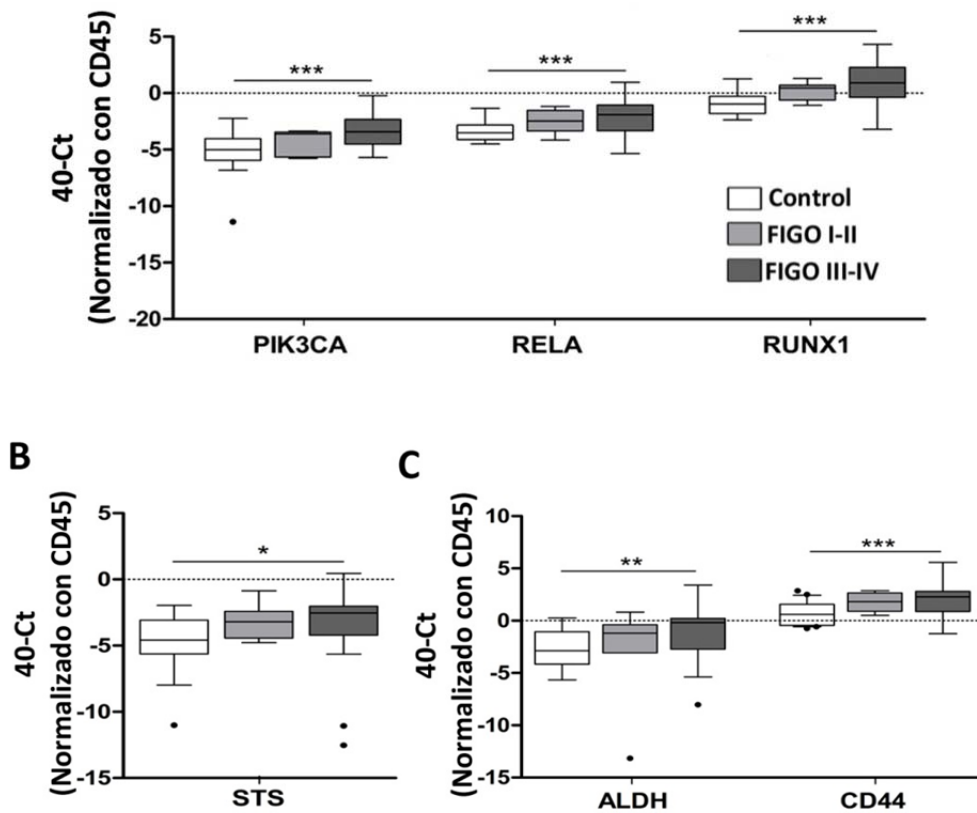 40-Ct
(Normalizado con CD45)
5
0
-5
-10
-15
-20
***
***
***
Control
FIGO I-II
FIGO III-IV
PIK3CA
RELA
RUNX1
B
40-Ct
(Normalizado con CD45)
5
0
-5
-10
-15
*
STS
C
40-Ct
(Normalizado con CD45)
10
5
0
-5
-10
-15
**
***
ALDH
CD44